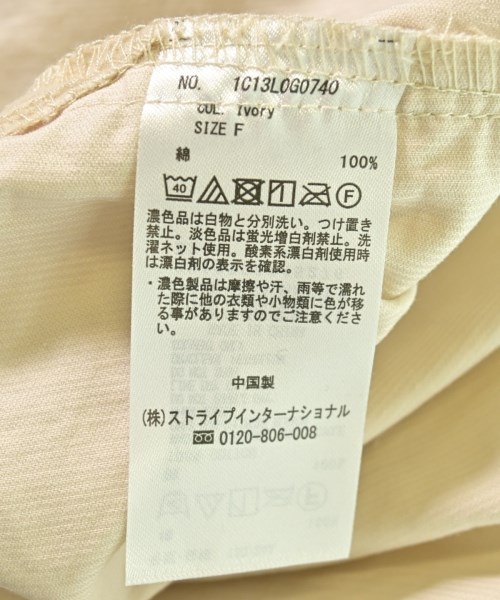 NO. 1C13L0G0740
COL. Ivory
SIZE F
綿 100%
40 F
濃色品は白物と分別洗い。つけ置き
禁止。淡色品は蛍光増白剤禁止。洗
濯ネット使用。酸素系漂白剤使用時
は漂白剤の表示を確認。
・濃色製品は摩擦や汗、雨等で濡れ
た際に他の衣類や小物類に色が移
る事がありますのでご注意くださ
い。
中国製
(株)ストライプインターナショナル
0120-806-008